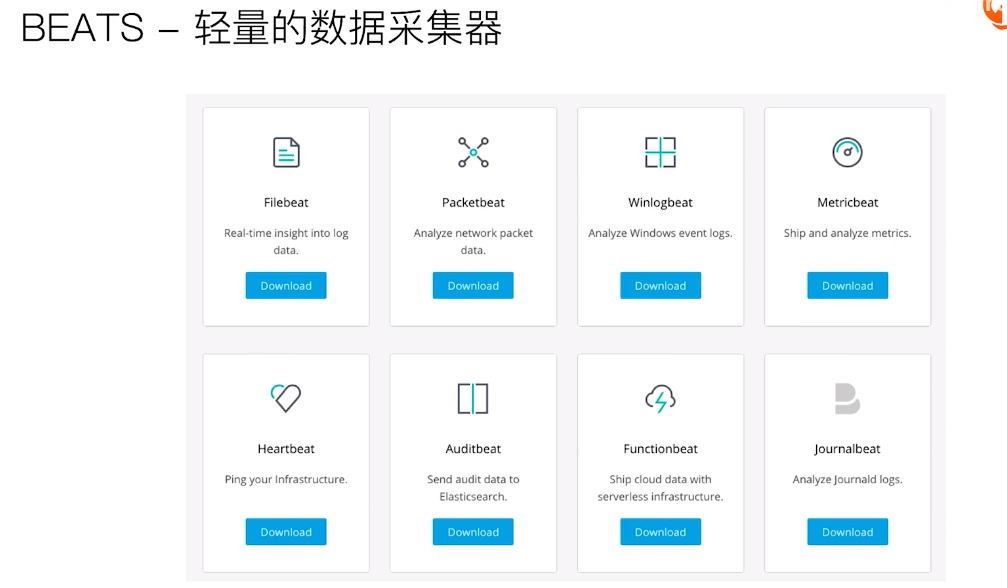 BEATS – 轻量的数据采集器
Filebeat
Real-time insight into log
data.
Download
Packetbeat
Analyze network packet
data.
Download
Winlogbeat
Analyze Windows event logs.
Download
Metricbeat
Ship and analyze metrics.
Download
Heartbeat
Ping your Infrastructure.
Download
Auditbeat
Send audit data to
Elasticsearch.
Download
Functionbeat
Ship cloud data with
serverless infrastructure.
Download
Journalbeat
Analyze Journald logs.
Download